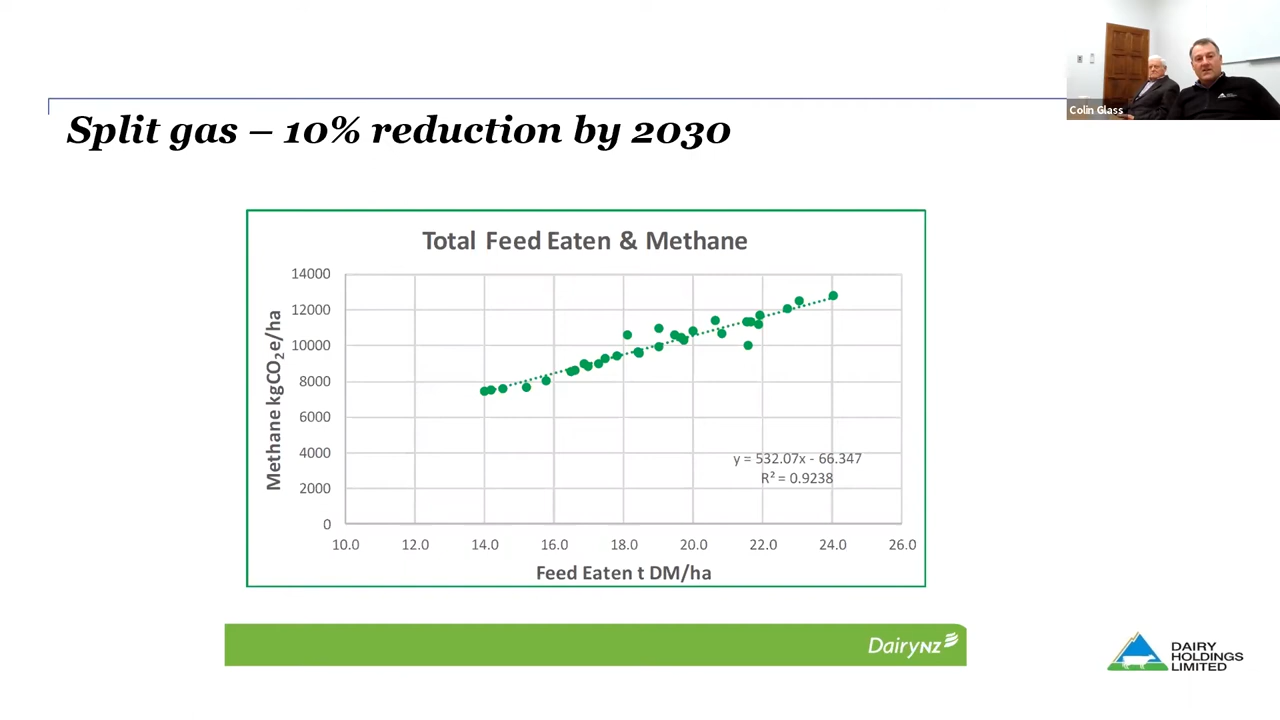 Colin Glass
Split gas – 10% reduction by 2030
Total Feed Eaten & Methane
14000
12000
10000
8000
6000
4000
2000
0
Methane kgCO₂e/ha
y = 532.07x - 66.347
R² = 0.9238
10.0 12.0 14.0 16.0 18.0 20.0 22.0 24.0 26.0
Feed Eaten t DM/ha
DairyNZ
DAIRY
HOLDINGS
LIMITED